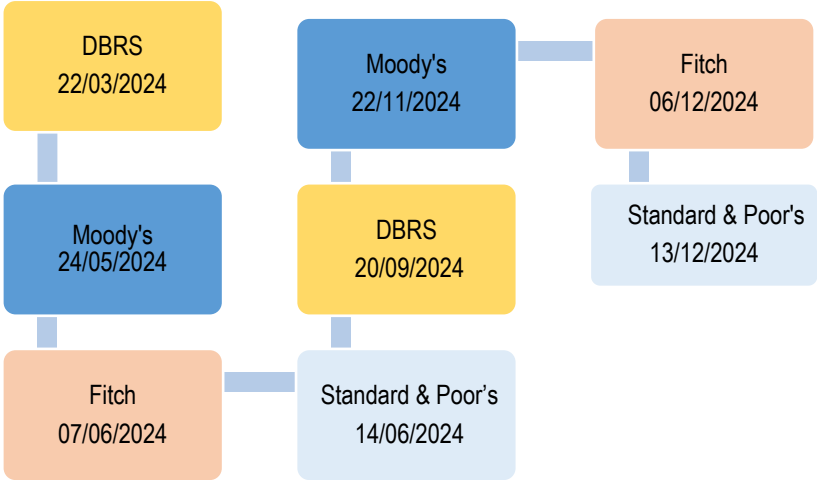 DBRS
22/03/2024
Moody's
24/05/2024
Fitch
07/06/2024
Standard & Poor’s
14/06/2024
DBRS
20/09/2024
Moody's
22/11/2024
Fitch
06/12/2024
Standard & Poor's
13/12/2024